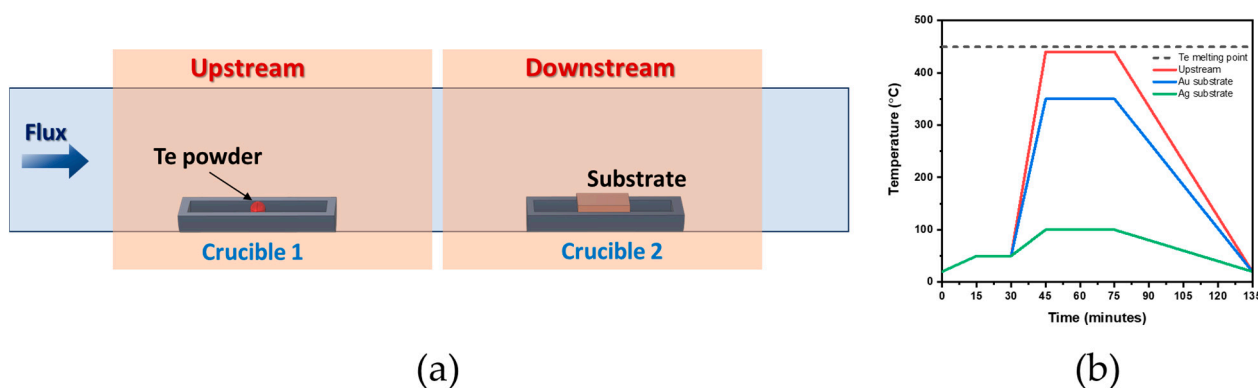 Upstream
Downstream
Flux
Te powder
Substrate
Crucible 1
Crucible 2
(a)
500
400
300
200
100
0
Temperature (°C)
Te melting point
Upstream
Au substrate
Ag substrate
0 15 30 45 60 75 90 105 120 135
Time (minutes)
(b)